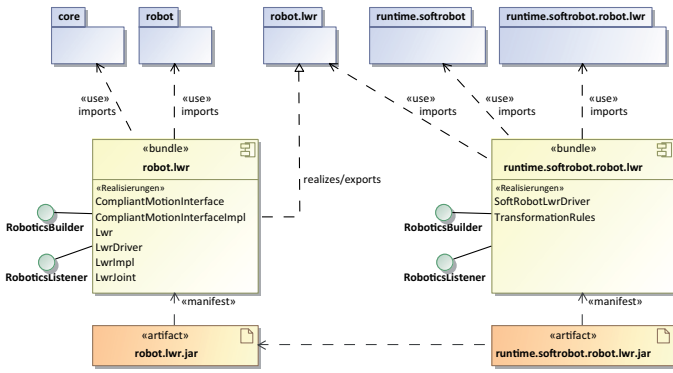 core
robot
robot.lwr
runtime.softrobot
runtime.softrobot.robot.lwr
«use»
imports
«use»
imports
«use»
imports
«use»
imports
«use»
imports
«bundle»
robot.lwr
«Realisierungen»
CompliantMotionInterface
CompliantMotionInterfaceImpl
Lwr
LwrDriver
LwrImpl
LwrJoint
RoboticsBuilder
RoboticsListener
realizes/exports
«bundle»
runtime.softrobot.robot.lwr
«Realisierungen»
SoftRobotLwrDriver
TransformationRules
RoboticsBuilder
RoboticsListener
«manifest»
«manifest»
«artifact»
robot.lwr.jar
«artifact»
runtime.softrobot.robot.lwr.jar